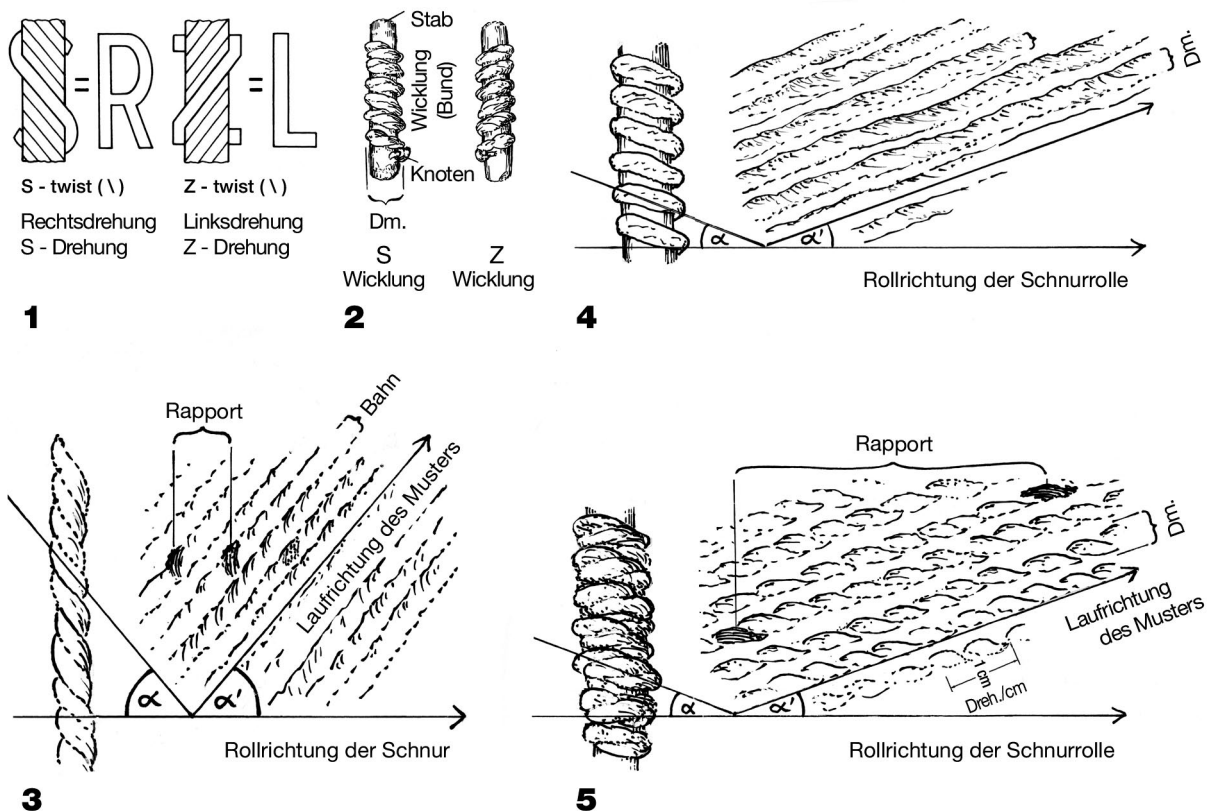 S = R
Z = L
S - twist ( \ )
Rechtsdrehung
S - Drehung
Z - twist ( \ )
Linksdrehung
Z - Drehung
1
Stab
Wicklung
(Bund)
Knoten
Dm.
S
Wicklung
Z
Wicklung
2
Dm.
α
α'
Rollrichtung der Schnurrolle
4
Rapport
Bahn
Laufrichtung des Musters
α
α'
Rollrichtung der Schnur
3
Rapport
Dm.
Laufrichtung
des Musters
cm
Dreh./cm
α
α'
Rollrichtung der Schnurrolle
5